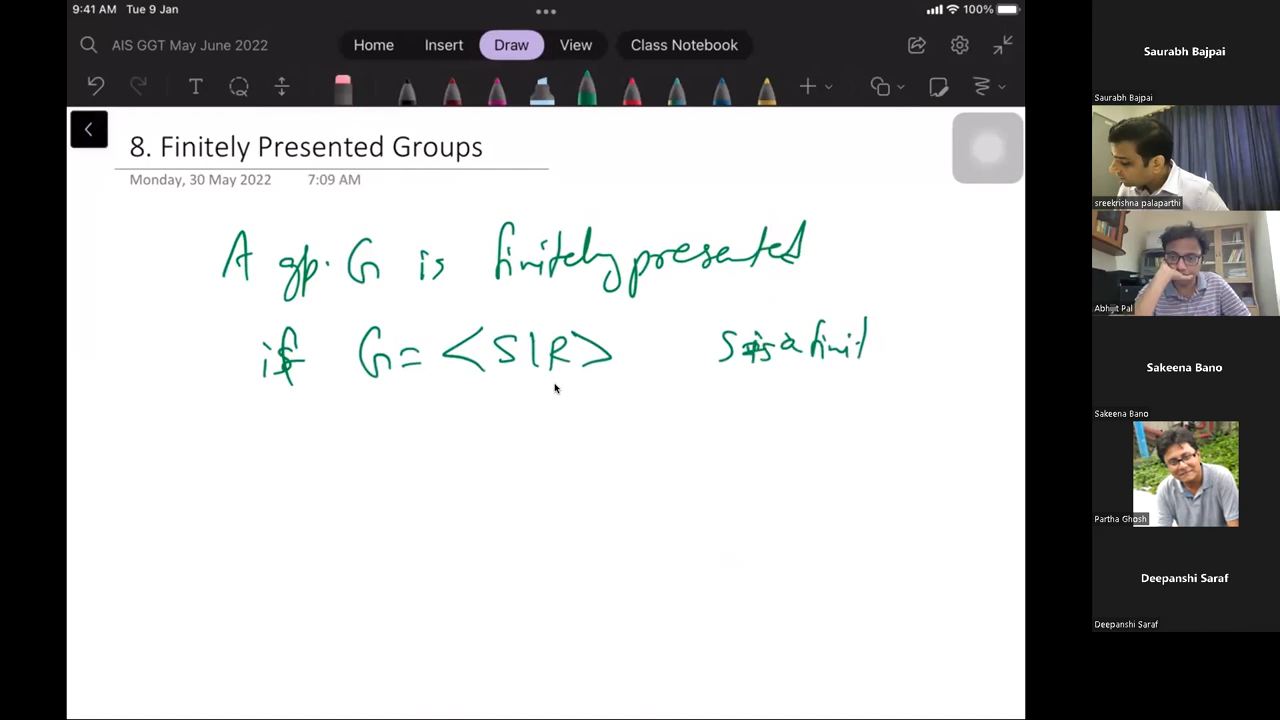 9:41 AM Tue 9 Jan
100%
AIS GGT May June 2022
Home Insert Draw View Class Notebook
8. Finitely Presented Groups
Monday, 30 May 2022 7:09 AM
A gp. G is finitely presented
if G = <S|R> S is a finit
Saurabh Bajpai
Saurabh Bajpai
sreekrishna palaparthi
Abhijit Pal
Sakeena Bano
Sakeena Bano
Partha Ghosh
Deepanshi Saraf
Deepanshi Saraf